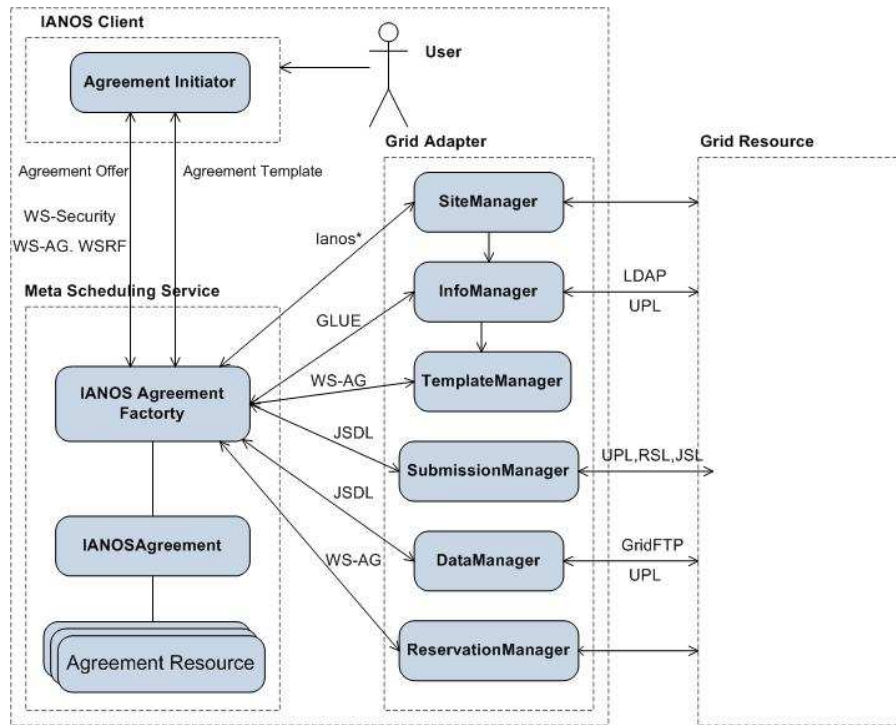 IANOS Client
User
Agreement Initiator
Grid Adapter
Grid Resource
Agreement Offer
Agreement Template
WS-Security
WS-AG. WSRF
SiteManager
Ianos*
Meta Scheduling Service
InfoManager
LDAP
UPL
GLUE
IANOS Agreement
Factorty
WS-AG
TemplateManager
JSDL
SubmissionManager
UPL,RSL,JSL
JSDL
IANOSAgreement
DataManager
GridFTP
UPL
WS-AG
ReservationManager
Agreement Resource